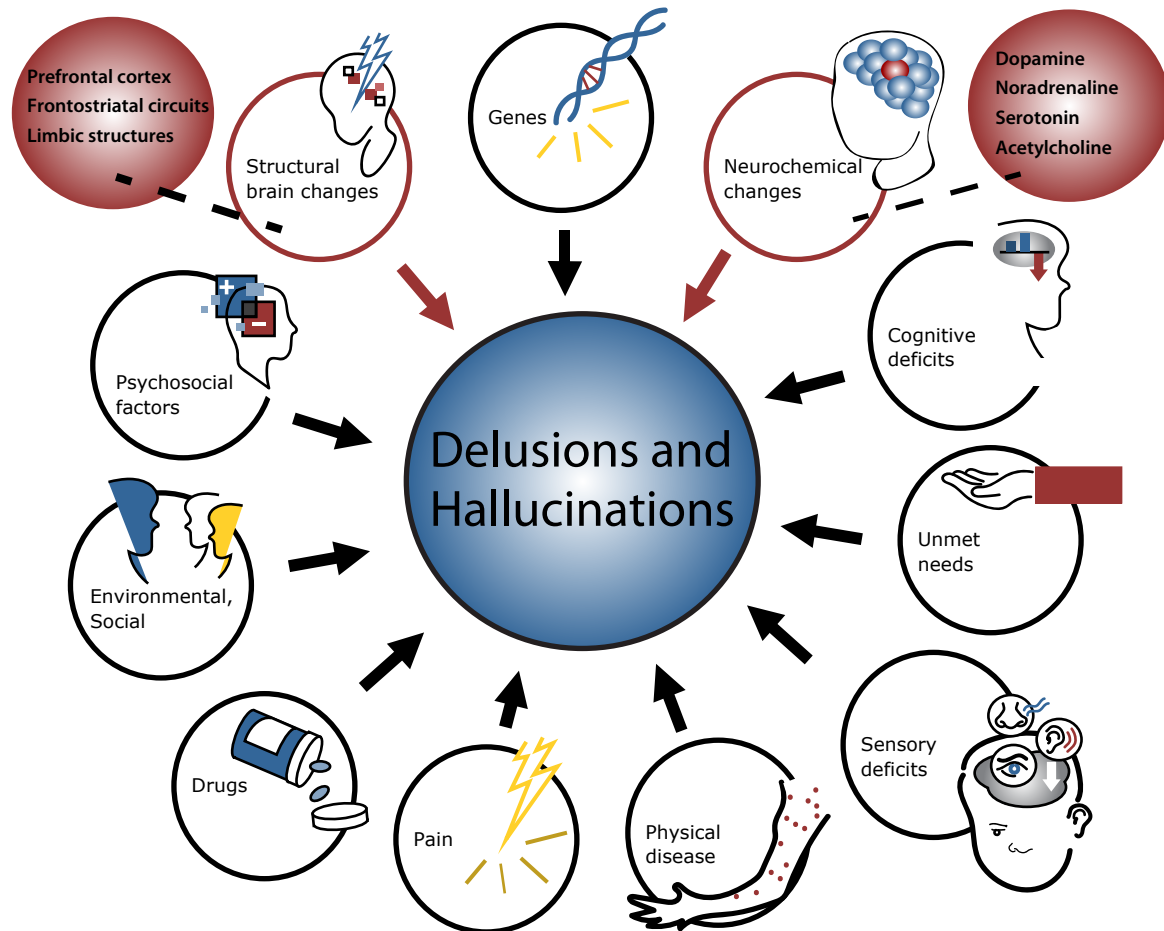 Prefrontal cortex
Frontostriatal circuits
Limbic structures
Structural
brain changes
Genes
Neurochemical
changes
Dopamine
Noradrenaline
Serotonin
Acetylcholine
Psychosocial
factors
Cognitive
deficits
Delusions and
Hallucinations
Environmental,
Social
Unmet
needs
Drugs
Pain
Physical
disease
Sensory
deficits